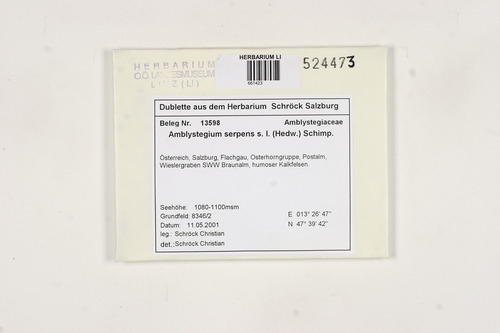 HERBARIUM
OÖ LANDESMUSEUM
LINZ (LI)
HERBARIUM LI
661423
524473
Dublette aus dem Herbarium Schröck Salzburg
Beleg Nr. 13598 Amblystegiaceae
Amblystegium serpens s. l. (Hedw.) Schimp.
Österreich, Salzburg, Flachgau, Osterhorngruppe, Postalm,
Wieslergraben SWW Braunalm, humoser Kalkfelsen
Seehöhe: 1080-1100msm
Grundfeld: 8346/2 E 013° 26' 47''
Datum: 11.05.2001 N 47° 39' 42''
leg.: Schröck Christian
det.: Schröck Christian